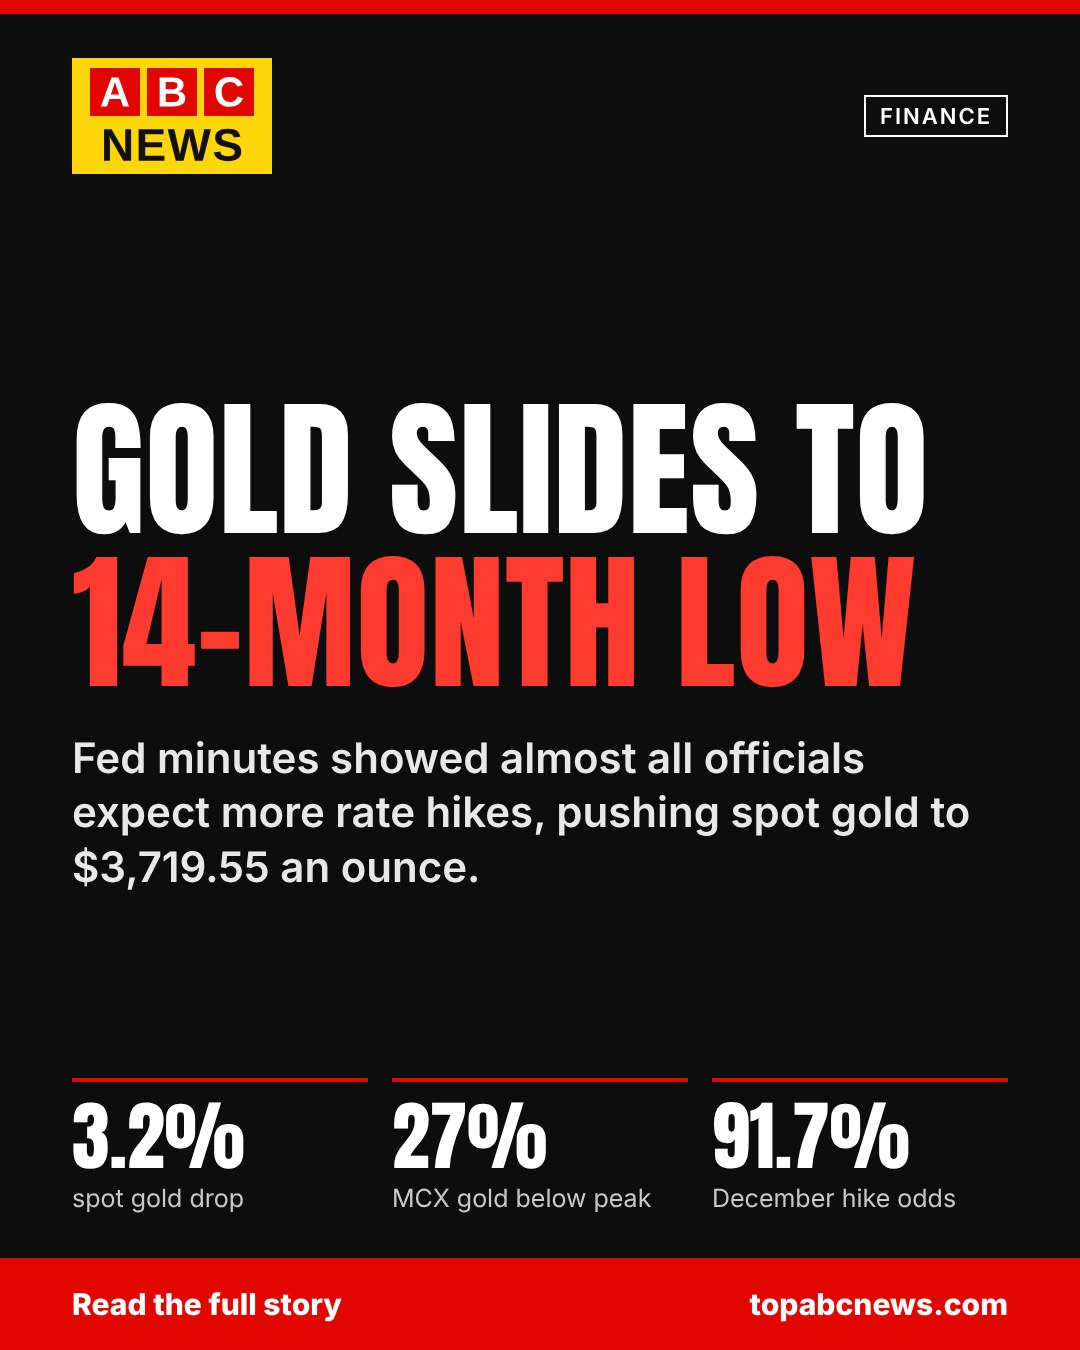 ABC
NEWS
FINANCE
GOLD SLIDES TO
14-MONTH LOW
Fed minutes showed almost all officials
expect more rate hikes, pushing spot gold to
$3,719.55 an ounce.
3.2%
spot gold drop
27%
MCX gold below peak
91.7%
December hike odds
Read the full story
topabcnews.com